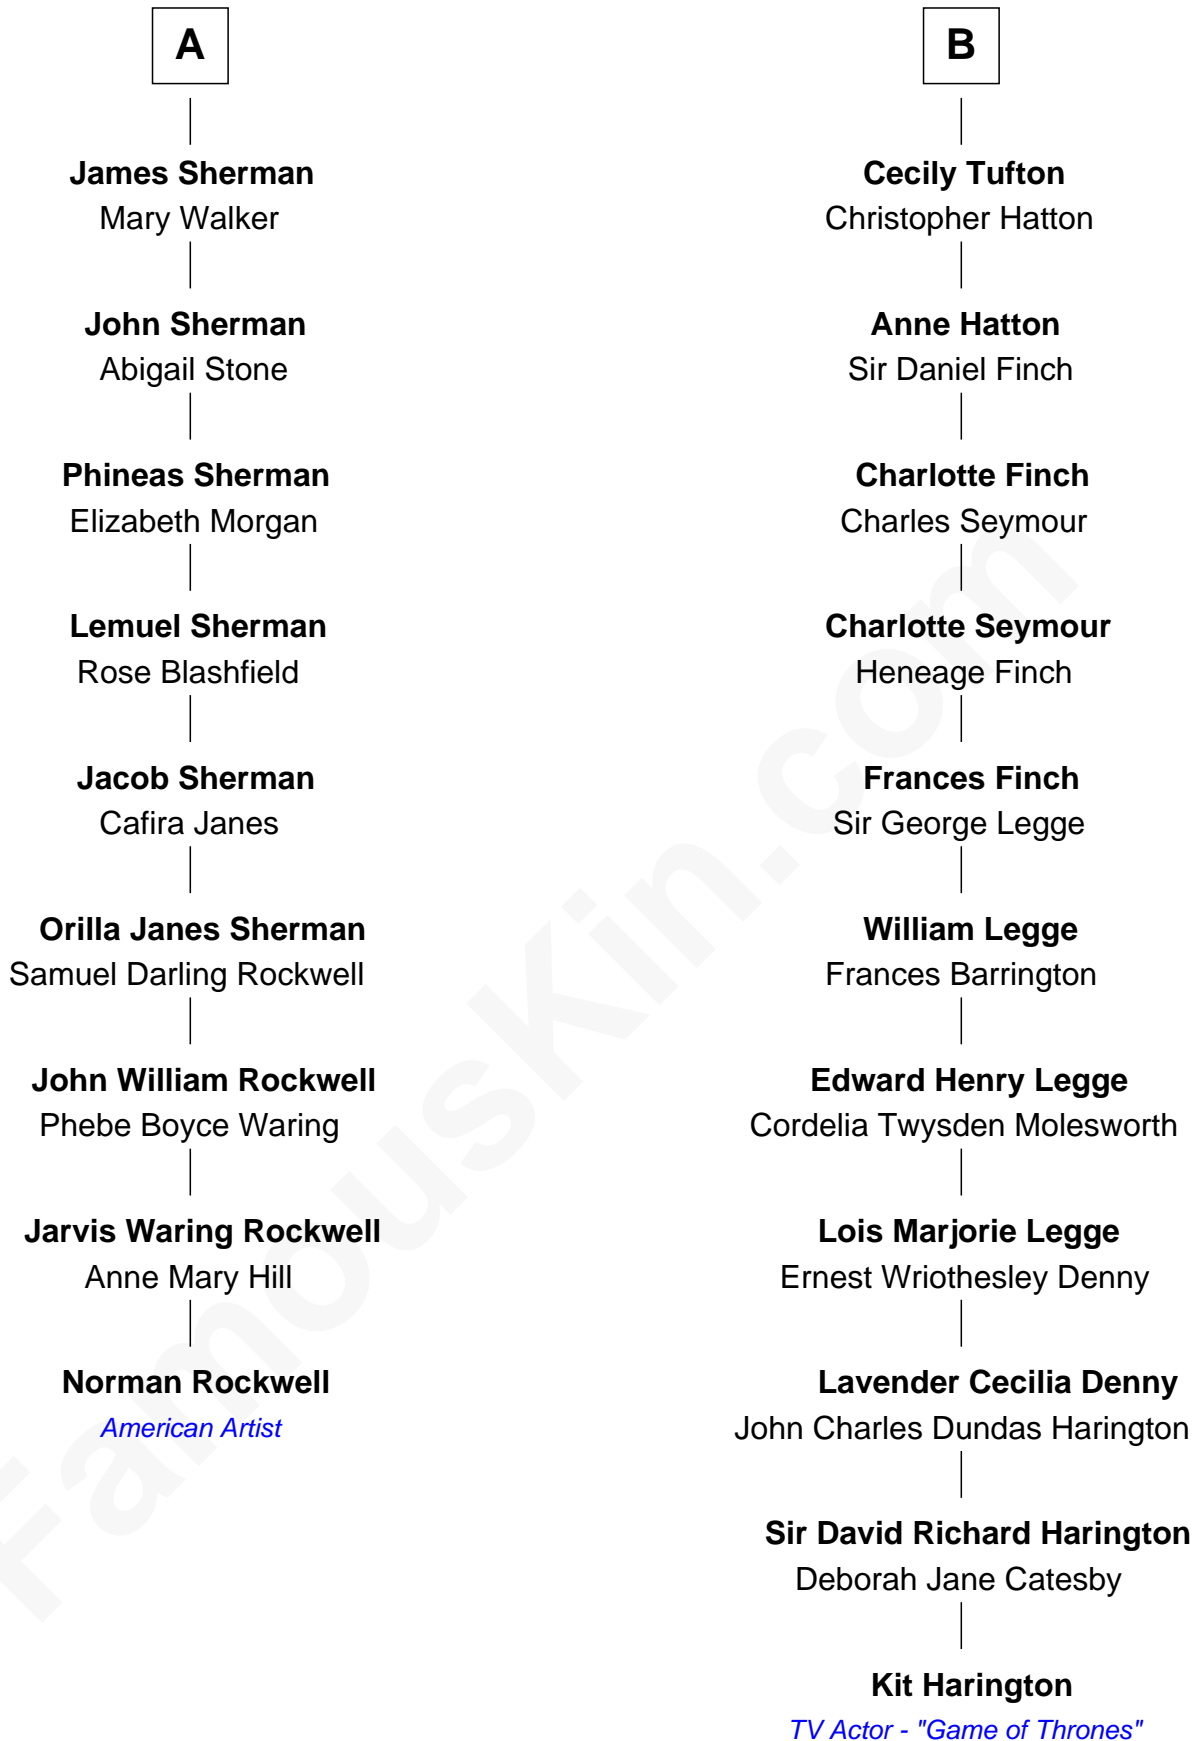 A
James Sherman
Mary Walker
John Sherman
Abigail Stone
Phineas Sherman
Elizabeth Morgan
Lemuel Sherman
Rose Blashfield
Jacob Sherman
Cafira Janes
Orilla Janes Sherman
Samuel Darling Rockwell
John William Rockwell
Phebe Boyce Waring
Jarvis Waring Rockwell
Anne Mary Hill
Norman Rockwell
American Artist
B
Cecily Tufton
Christopher Hatton
Anne Hatton
Sir Daniel Finch
Charlotte Finch
Charles Seymour
Charlotte Seymour
Heneage Finch
Frances Finch
Sir George Legge
William Legge
Frances Barrington
Edward Henry Legge
Cordelia Twysden Molesworth
Lois Marjorie Legge
Ernest Wriothesley Denny
Lavender Cecilia Denny
John Charles Dundas Harington
Sir David Richard Harington
Deborah Jane Catesby
Kit Harington
TV Actor - "Game of Thrones"
FamousKin.com